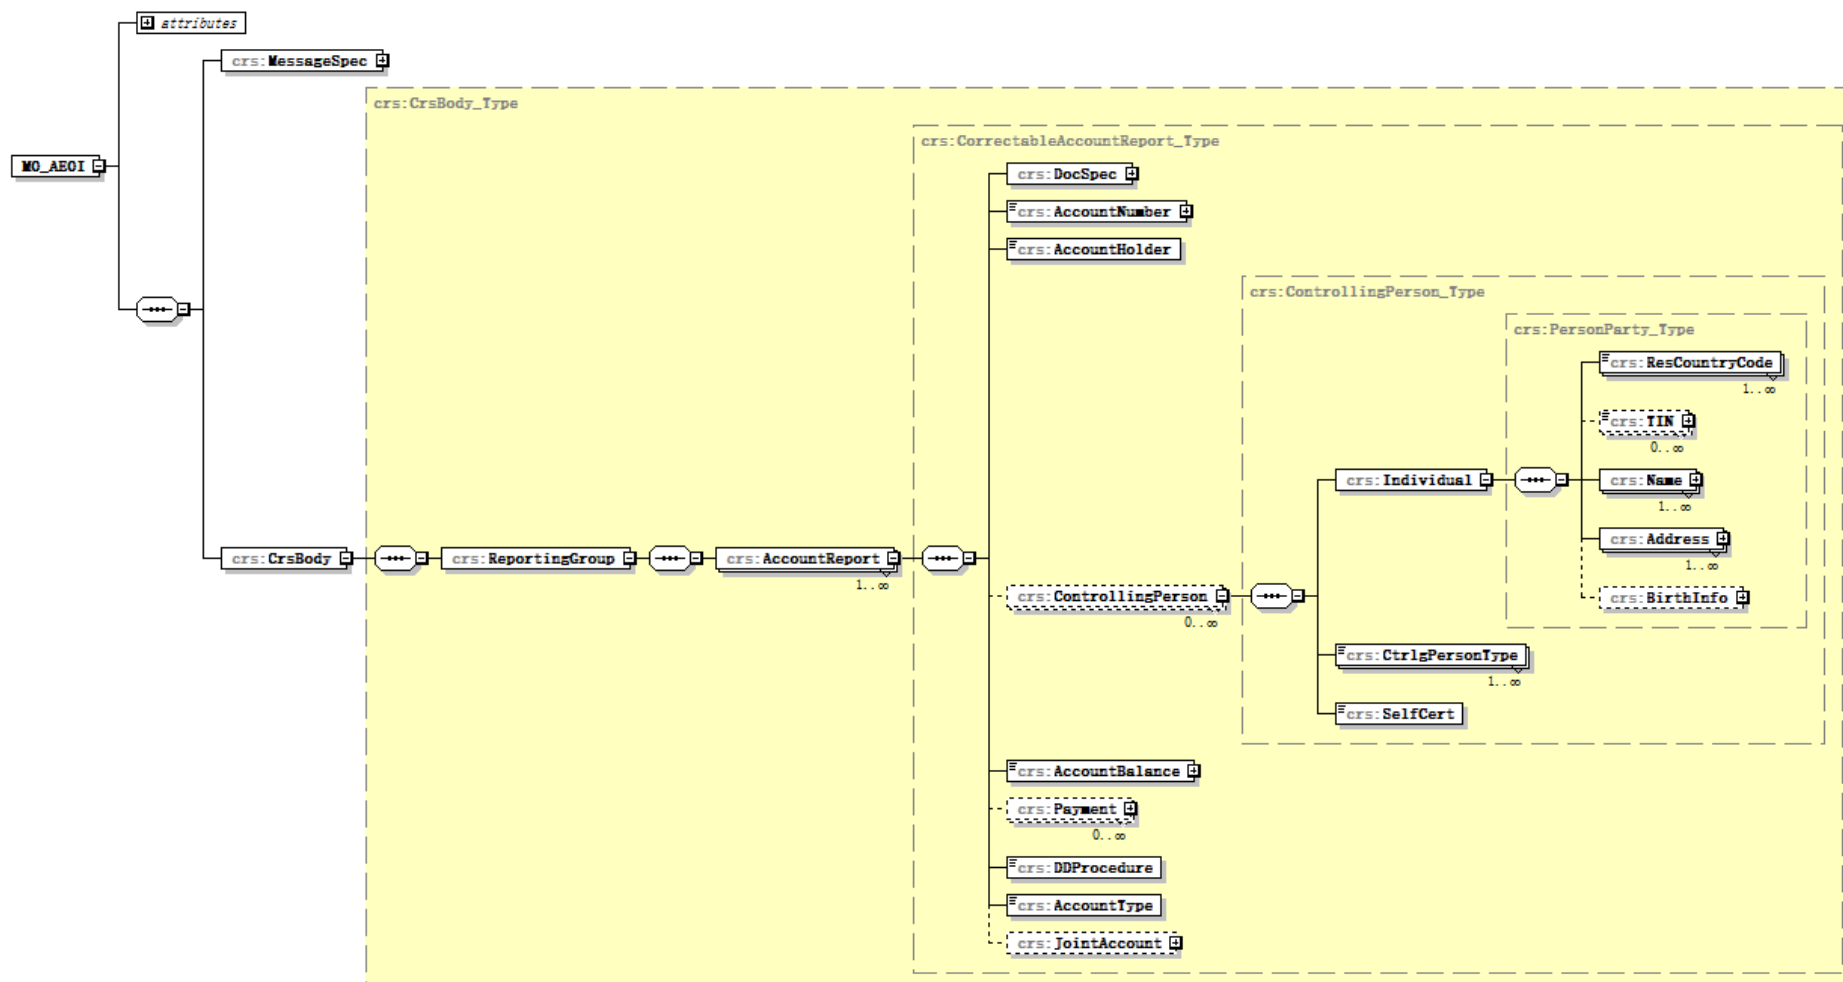 attributes
crs:MessageSpec
crs:CrsBody_Type
crs:CorrectableAccountReport_Type
MO_AEOI
crs:DocSpec
crs:AccountNumber
crs:AccountHolder
crs:ControllingPerson_Type
crs:PersonParty_Type
crs:ResCountryCode
1..∞
crs:TIN
0..∞
crs:Individual
crs:Name
1..∞
crs:Address
1..∞
crs:CrsBody
crs:ReportingGroup
crs:AccountReport
1..∞
crs:ControllingPerson
0..∞
crs:BirthInfo
crs:CtrlgPersonType
1..∞
crs:SelfCert
crs:AccountBalance
crs:Payment
0..∞
crs:DDProcedure
crs:AccountType
crs:JointAccount